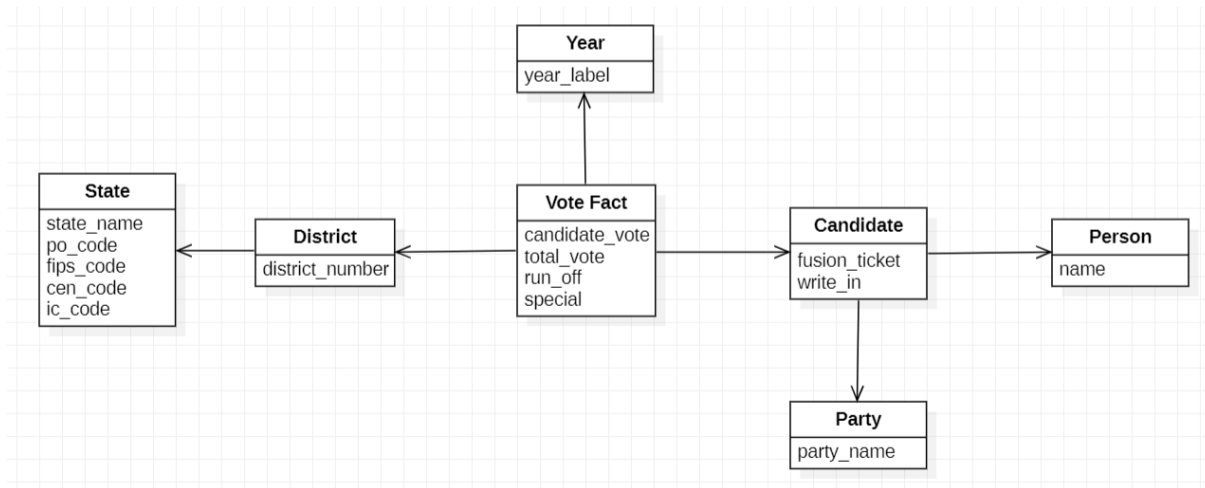 Year
year_label
State
state_name
po_code
fips_code
cen_code
ic_code
District
district_number
Vote Fact
candidate_vote
total_vote
run_off
special
Candidate
fusion_ticket
write_in
Person
name
Party
party_name